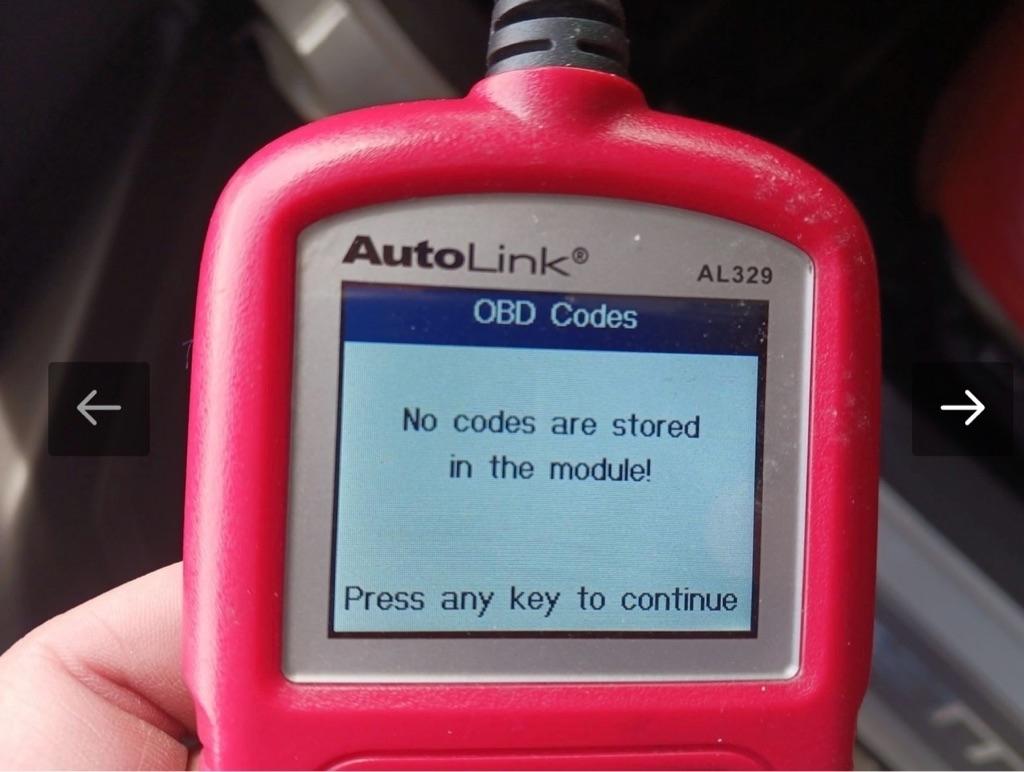 AutoLink®
AL329
OBD Codes
No codes are stored
in the module!
Press any key to continue